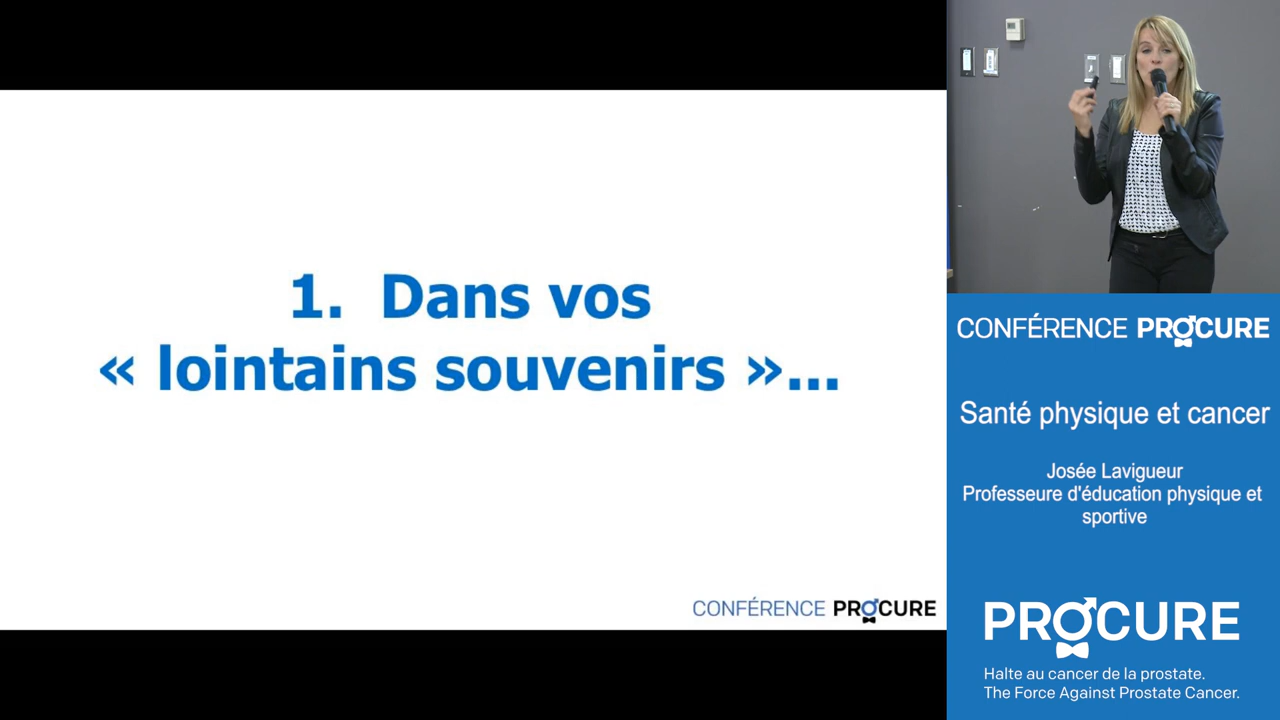 1. Dans vos
« lointains souvenirs »...
CONFÉRENCE PROCURE
CONFÉRENCE PROCURE
Santé physique et cancer
Josée Lavigueur
Professeure d'éducation physique et
sportive
PROCURE
Halte au cancer de la prostate.
The Force Against Prostate Cancer.